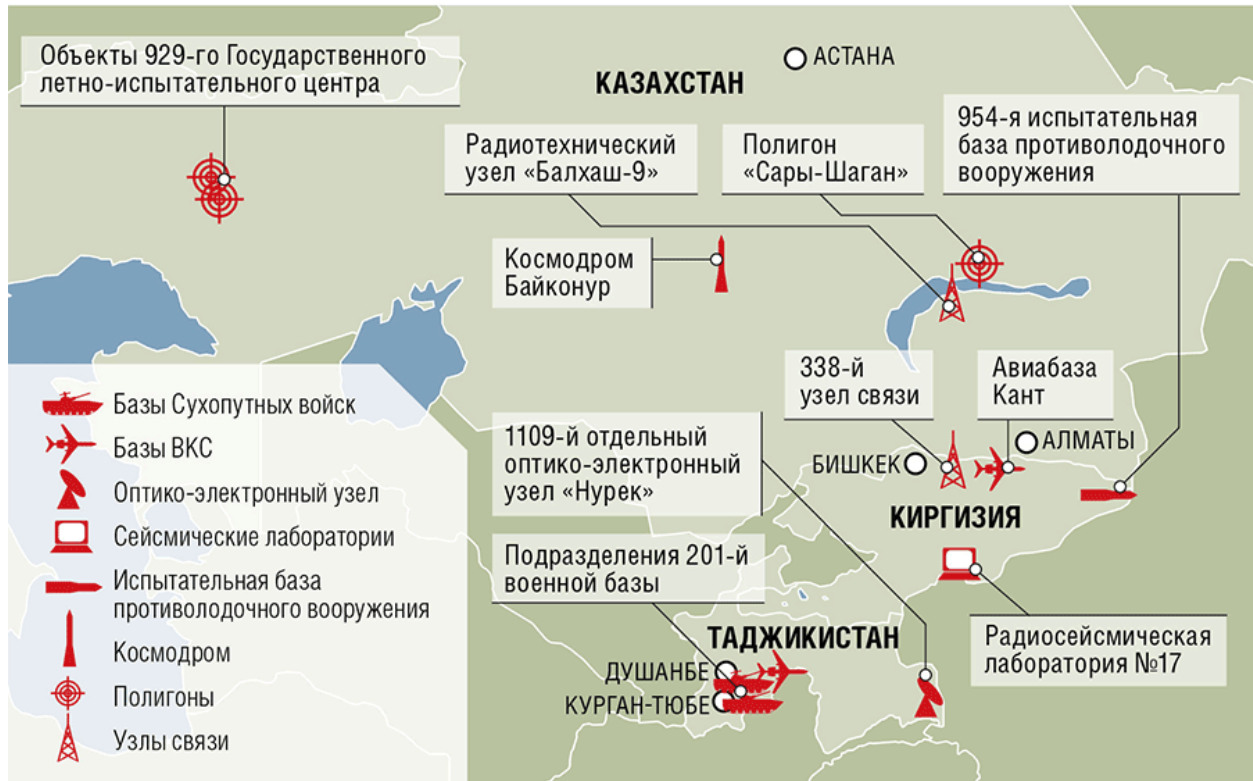 Объекты 929-го Государственного
летно-испытательного центра
КАЗАХСТАН
АСТАНА
Радиотехнический
узел «Балхаш-9»
Полигон
«Сары-Шаган»
954-я испытательная
база противолодочного
вооружения
Космодром
Байконур
338-й
узел связи
Авиабаза
Кант
1109-й отдельный
оптико-электронный
узел «Нурек»
БИШКЕК
АЛМАТЫ
КИРГИЗИЯ
Подразделения 201-й
военной базы
ТАДЖИКИСТАН
ДУШАНБЕ
КУРГАН-ТЮБЕ
Радиосейсмическая
лаборатория №17
Базы Сухопутных войск
Базы ВКС
Оптико-электронный узел
Сейсмические лаборатории
Испытательная база
противолодочного вооружения
Космодром
Полигоны
Узлы связи